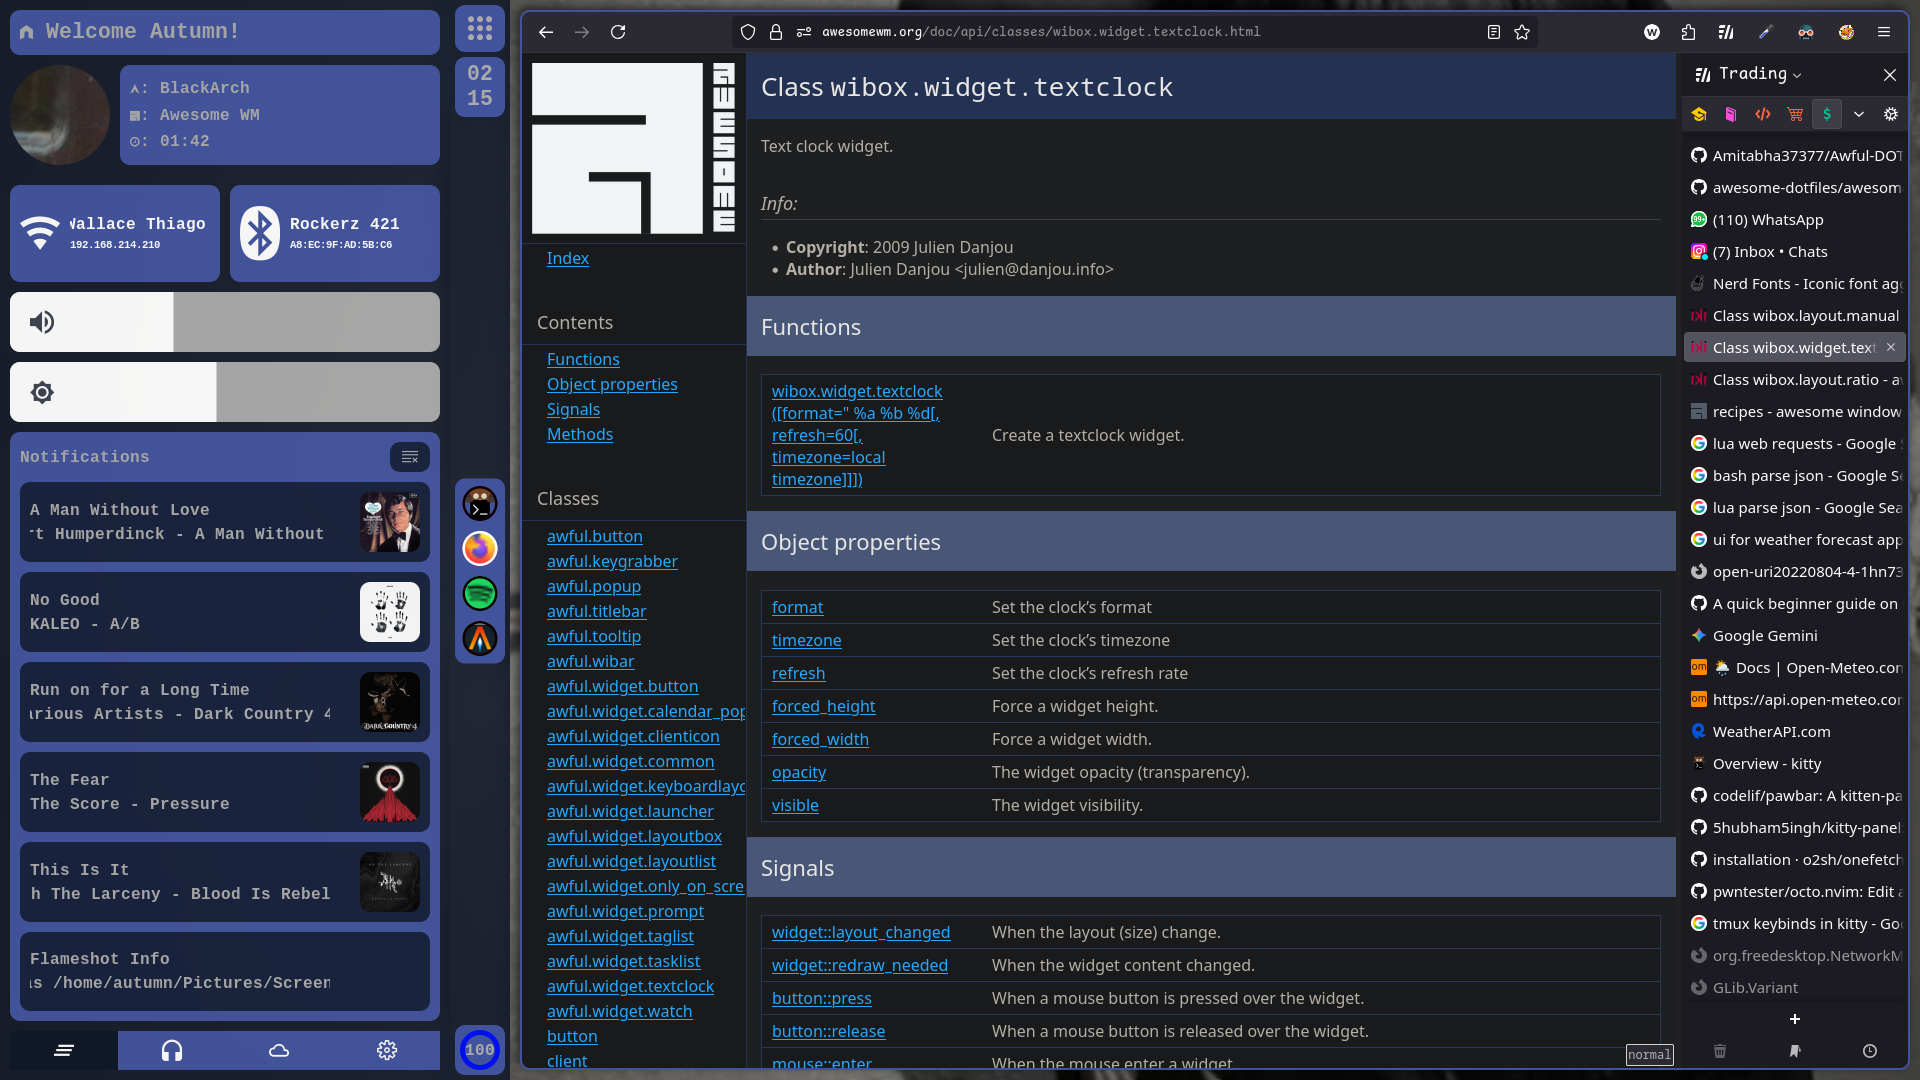 Welcome Autumn!
: BlackArch
: Awesome WM
: 01:42
Wallace Thiago
192.168.214.210
Rockerz 421
A8:EC:9F:AD:5B:C6
Notifications
A Man Without Love
rt Humperdinck - A Man Without
No Good
KALEO - A/B
Run on for a Long Time
arious Artists - Dark Country 4
DARK COUNTRY 4
The Fear
The Score - Pressure
This Is It
h The Larceny - Blood Is Rebel
Flameshot Info
as /home/autumn/Pictures/Screen
02
15
100
awesomewm.org/doc/api/classes/wibox.widget.textclock.html
AWESOME
Index
Contents
Functions
Object properties
Signals
Methods
Classes
awful.button
awful.keygrabber
awful.popup
awful.titlebar
awful.tooltip
awful.wibar
awful.widget.button
awful.widget.calendar_pop
awful.widget.clienticon
awful.widget.common
awful.widget.keyboardlayo
awful.widget.launcher
awful.widget.layoutbox
awful.widget.layoutlist
awful.widget.only_on_scre
awful.widget.prompt
awful.widget.taglist
awful.widget.tasklist
awful.widget.textclock
awful.widget.watch
button
client
Class wibox.widget.textclock
Text clock widget.
Info:
• Copyright: 2009 Julien Danjou
• Author: Julien Danjou <julien@danjou.info>
Functions
wibox.widget.textclock
([format=" %a %b %d[,
refresh=60[,
timezone=local
timezone]]])
Create a textclock widget.
Object properties
format Set the clock’s format
timezone Set the clock’s timezone
refresh Set the clock’s refresh rate
forced_height Force a widget height.
forced_width Force a widget width.
opacity The widget opacity (transparency).
visible The widget visibility.
Signals
widget::layout_changed When the layout (size) change.
widget::redraw_needed When the widget content changed.
button::press When a mouse button is pressed over the widget.
button::release When a mouse button is released over the widget.
mouse::enter When the mouse enter a widget
normal
Trading
Amitabha37377/Awful-DOT
awesome-dotfiles/awesom
99+
(110) WhatsApp
(7) Inbox • Chats
Nerd Fonts - Iconic font ag
Class wibox.layout.manual
Class wibox.widget.text
Class wibox.layout.ratio - a
recipes - awesome window
lua web requests - Google
bash parse json - Google Se
lua parse json - Google Sea
ui for weather forecast app
open-uri20220804-4-1hn73
A quick beginner guide on
Google Gemini
om
Docs | Open-Meteo.com
om
https://api.open-meteo.com
WeatherAPI.com
Overview - kitty
codelif/pawbar: A kitten-pa
5hubham5ingh/kitty-panel
installation · o2sh/onefetch
pwntester/octo.nvim: Edit a
tmux keybinds in kitty - Goo
org.freedesktop.NetworkM
GLib.Variant